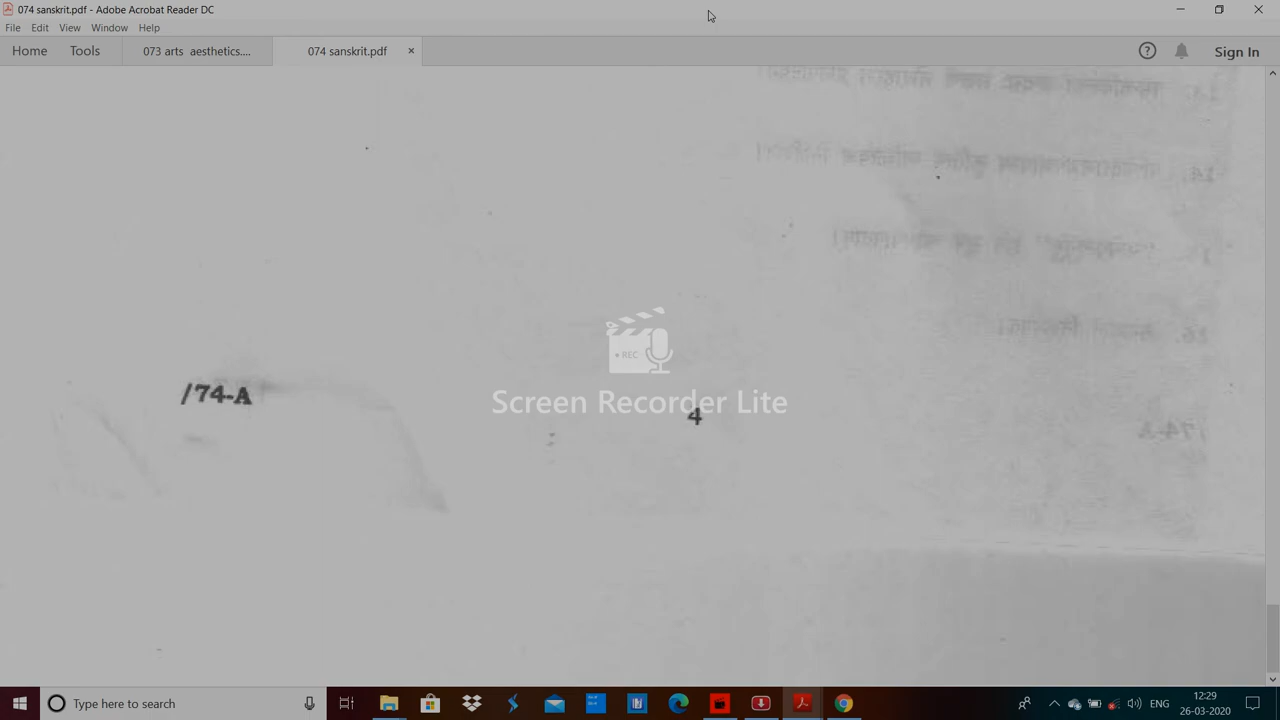 074 sanskrit.pdf - Adobe Acrobat Reader DC
File Edit View Window Help
Home Tools 073 arts aesthetics.... 074 sanskrit.pdf × Sign In
/74-A
4
REC
Screen Recorder Lite
Type here to search
ENG
12:29
26-03-2020